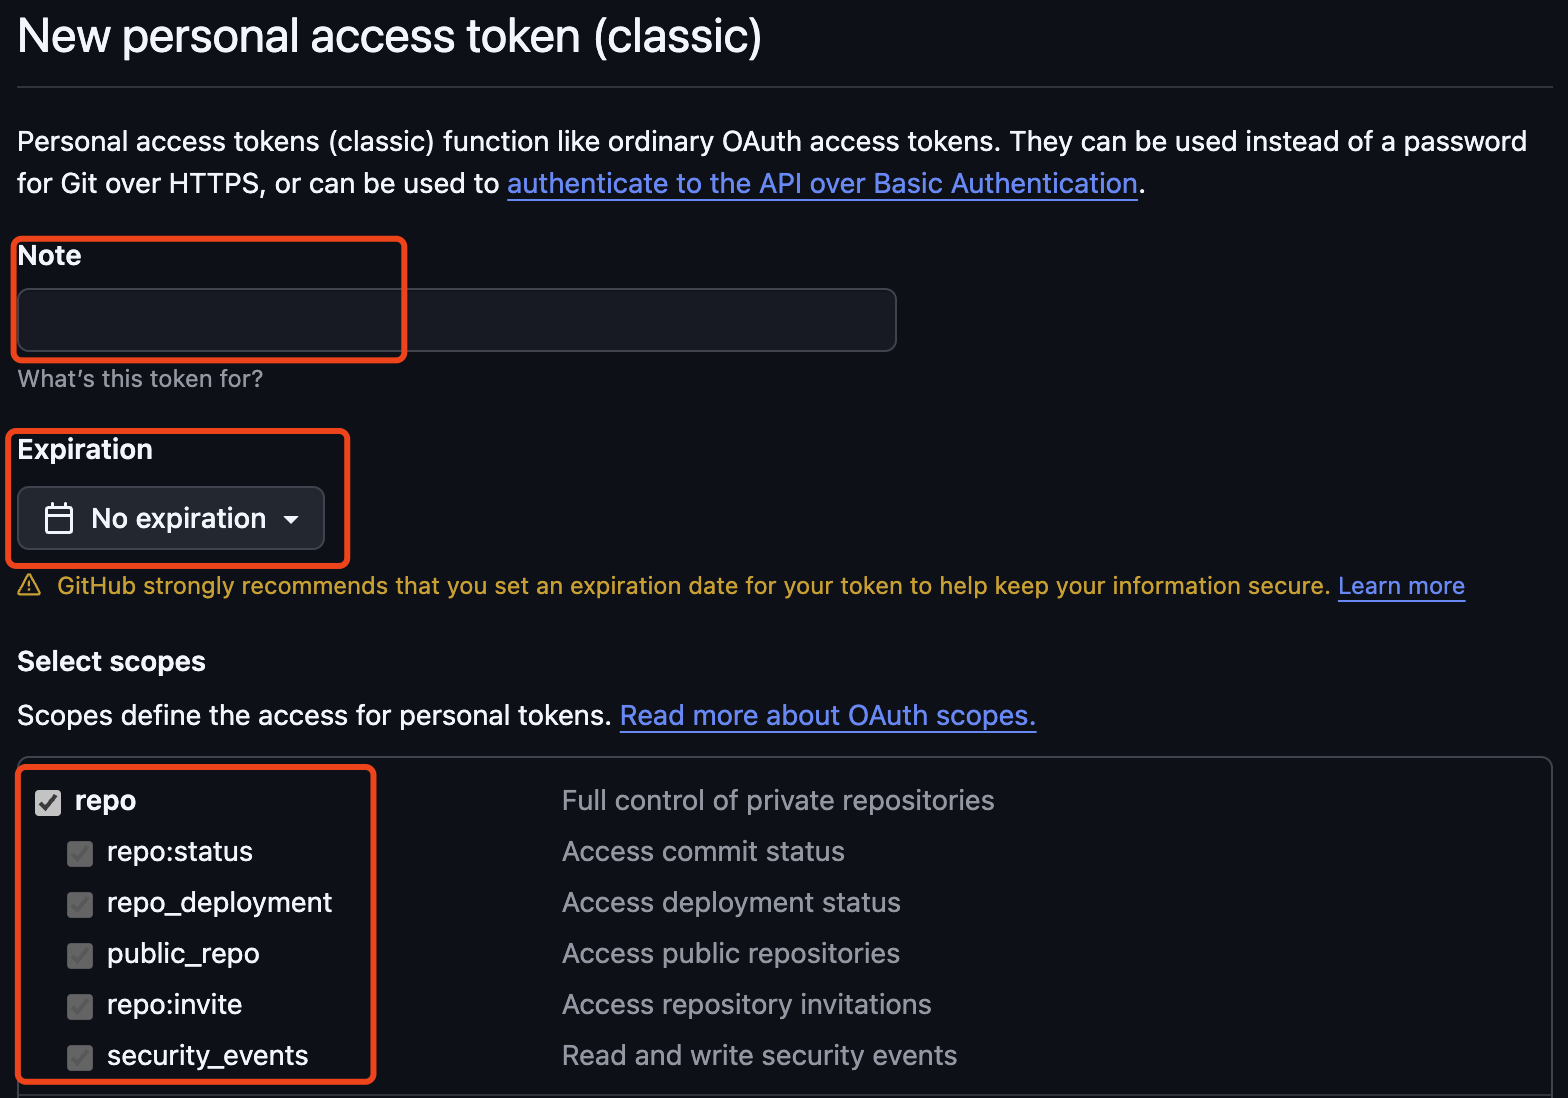 New personal access token (classic)
Personal access tokens (classic) function like ordinary OAuth access tokens. They can be used instead of a password
for Git over HTTPS, or can be used to authenticate to the API over Basic Authentication.
Note
What's this token for?
Expiration
No expiration
GitHub strongly recommends that you set an expiration date for your token to help keep your information secure. Learn more
Select scopes
Scopes define the access for personal tokens. Read more about OAuth scopes.
repo Full control of private repositories
repo:status Access commit status
repo_deployment Access deployment status
public_repo Access public repositories
repo:invite Access repository invitations
security_events Read and write security events